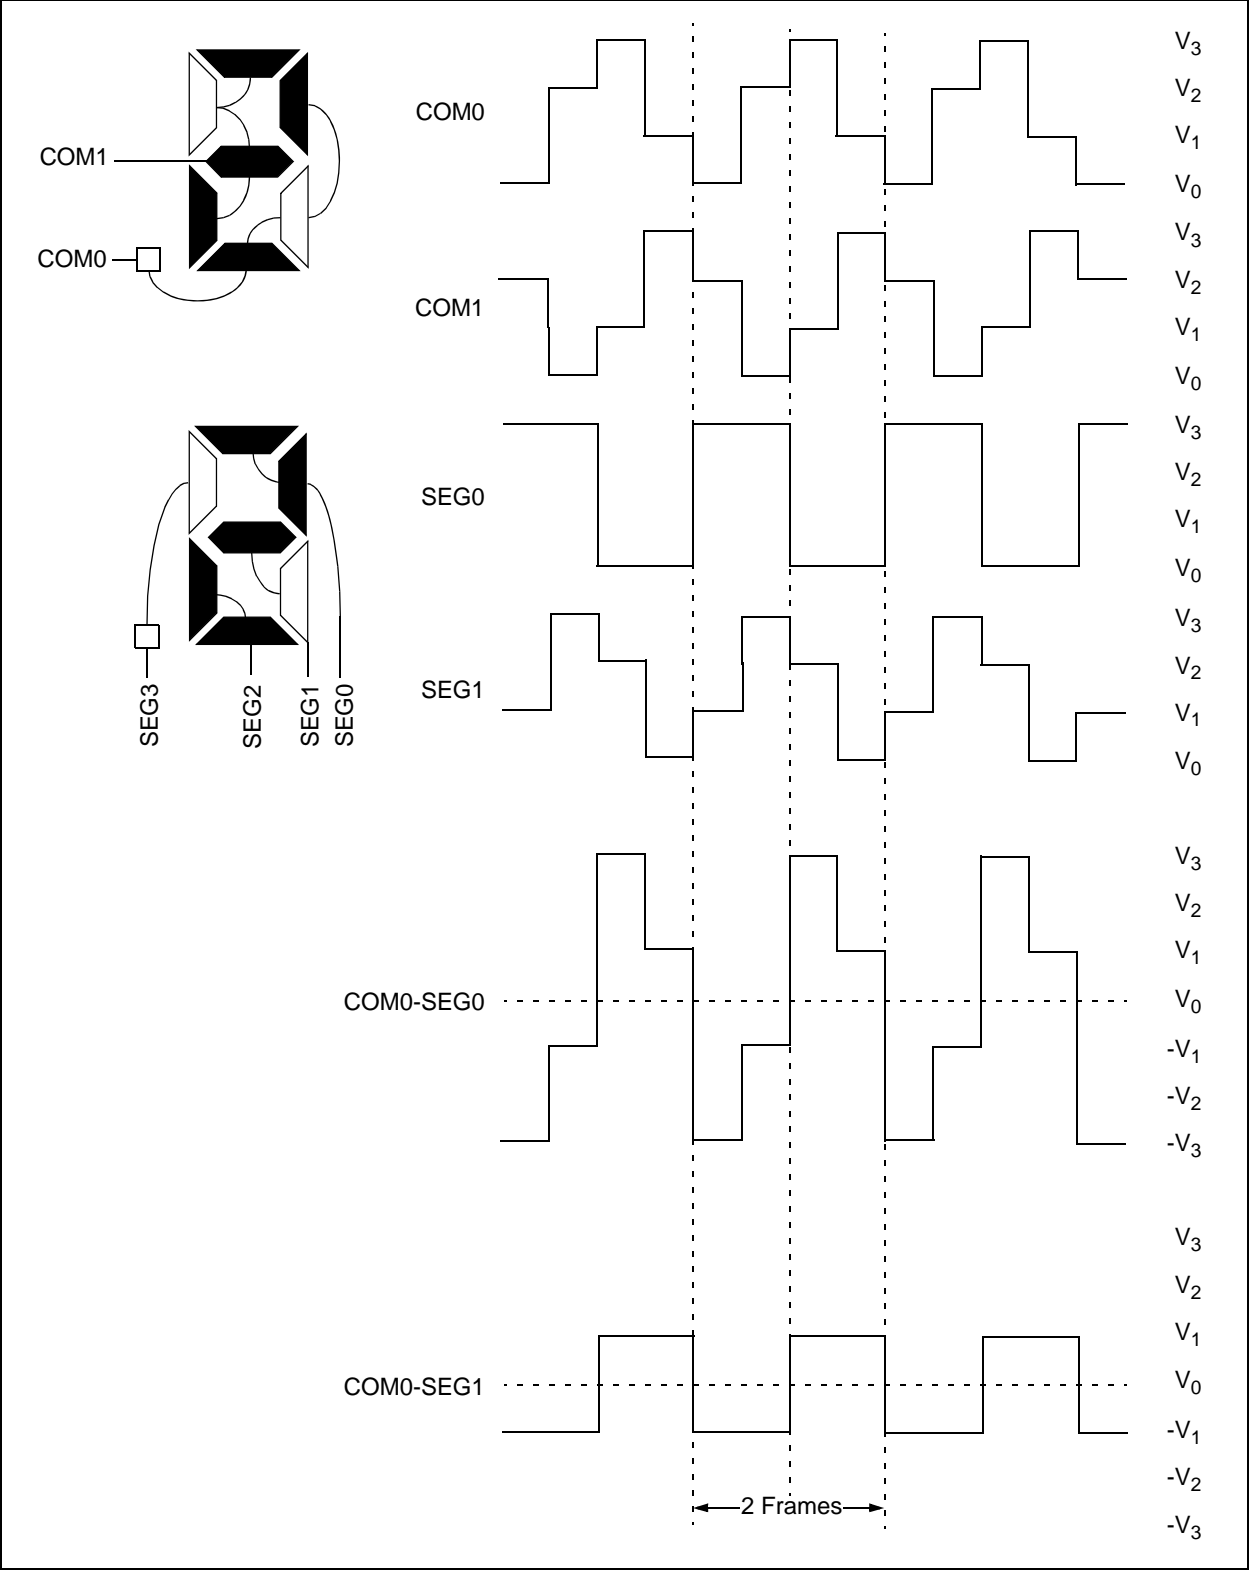 COM1
COM0
SEG3
SEG2
SEG1
SEG0
COM0
V3
V2
V1
V0
COM1
V3
V2
V1
V0
SEG0
V3
V2
V1
V0
SEG1
V3
V2
V1
V0
COM0-SEG0
V3
V2
V1
V0
-V1
-V2
-V3
COM0-SEG1
V3
V2
V1
V0
-V1
-V2
-V3
2 Frames